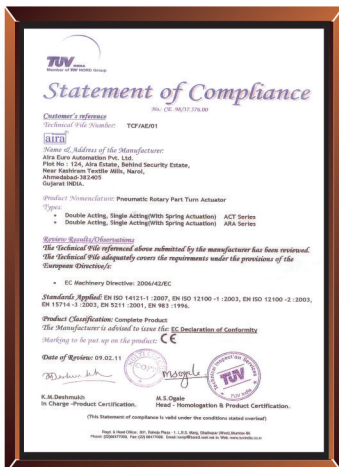 TÜV
INDIA
Member of TÜV NORD Group
Statement of Compliance
No.: CE. 98/57.576.00
Customer's reference
Technical File Number: TCF/AE/01
aira
Name & Address of the Manufacturer:
Aira Euro Automation Pvt. Ltd.
Plot No : 124, Aira Estate, Behind Security Estate,
Near Kashiram Textile Mills, Narol,
Ahmedabad-382405
Gujarat INDIA.
Product Nomenclature: Pneumatic Rotary Part Turn Actuator
Types:
• Double Acting, Single Acting(With Spring Actuation) ACT Series
• Double Acting, Single Acting(With Spring Actuation) ARA Series
Review Results/Observations
The Technical File referenced above submitted by the manufacturer has been reviewed.
The Technical File adequately covers the requirements under the provisions of the
European Directive/s:
• EC Machinery Directive: 2006/42/EC
Standards Applied: EN ISO 14121-1 :2007, EN ISO 12100 -1 :2003, EN ISO 12100 -2 :2003,
EN 15714 -3 :2003, EN 5211 :2001, EN 983 :1996.
Product Classification: Complete Product
The Manufacturer is advised to issue the: EC Declaration of Conformity
Marking to be put up on the product: CE
Date of Review: 09.02.11
K.M.Deshmukh
In Charge -Product Certification.
M.S.Ogale
Head - Homologation & Product Certification.
(This Statement of compliance is valid under the conditions stated overleaf)